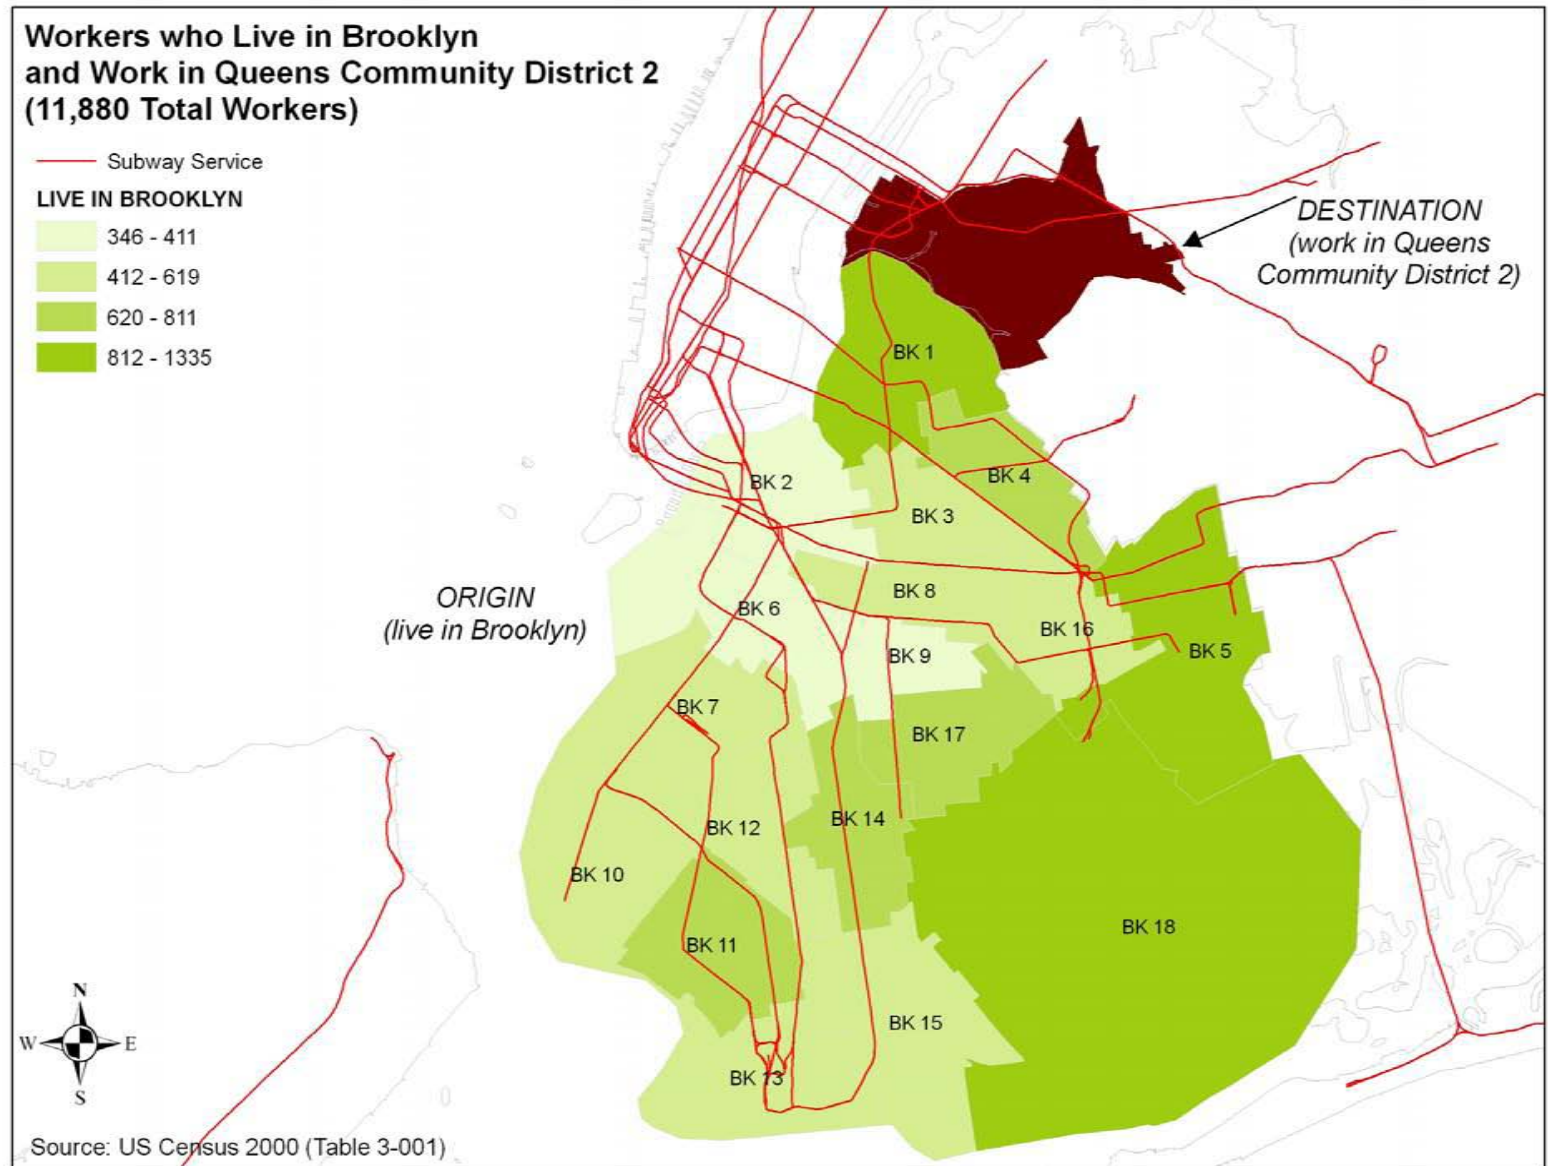 Workers who Live in Brooklyn
and Work in Queens Community District 2
(11,880 Total Workers)
Subway Service
LIVE IN BROOKLYN
346 - 411
412 - 619
620 - 811
812 - 1335
DESTINATION
(work in Queens
Community District 2)
BK 1
BK 2
BK 4
BK 3
ORIGIN
(live in Brooklyn)
BK 8
BK 6
BK 16
BK 9
BK 5
BK 7
BK 17
BK 14
BK 12
BK 10
BK 18
BK 11
BK 15
BK 13
N
W
E
S
Source: US Census 2000 (Table 3-001)